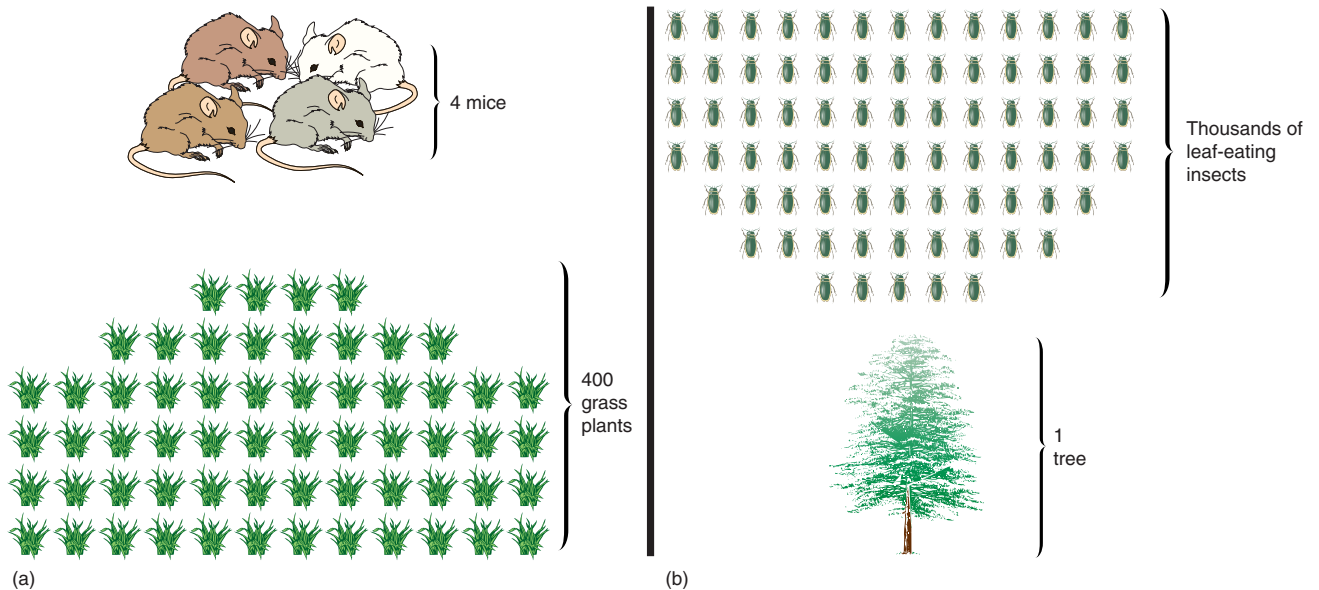 4 mice
400
grass
plants
(a)
Thousands of
leaf-eating
insects
1
tree
(b)